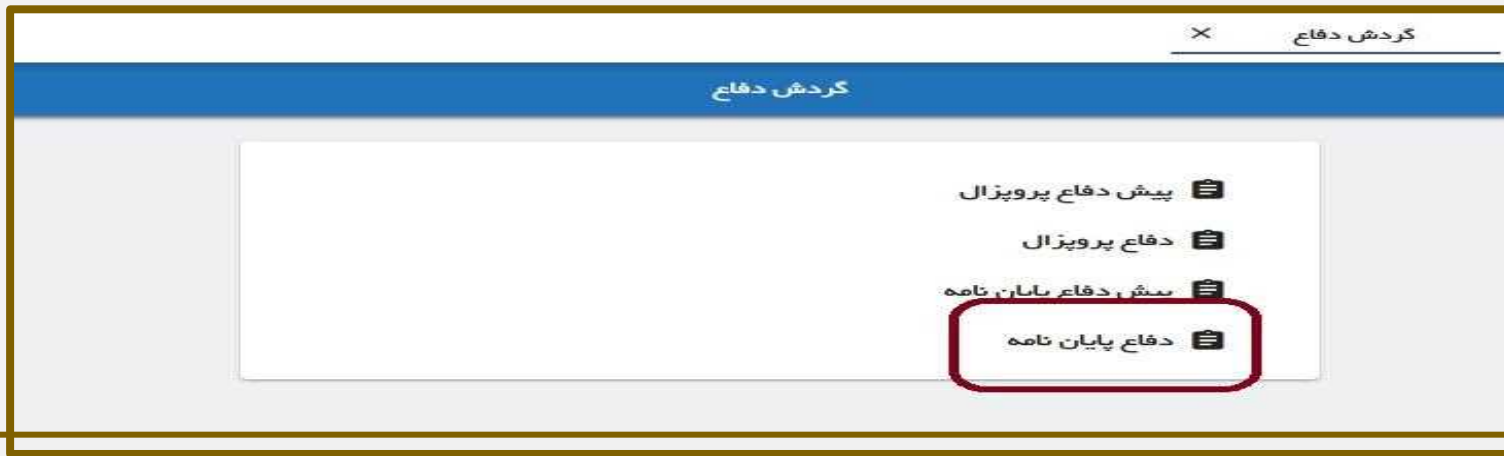 گردش دفاع ×
گردش دفاع
پیش دفاع پروپزال
دفاع پروپزال
پیش دفاع پایان نامه
دفاع پایان نامه